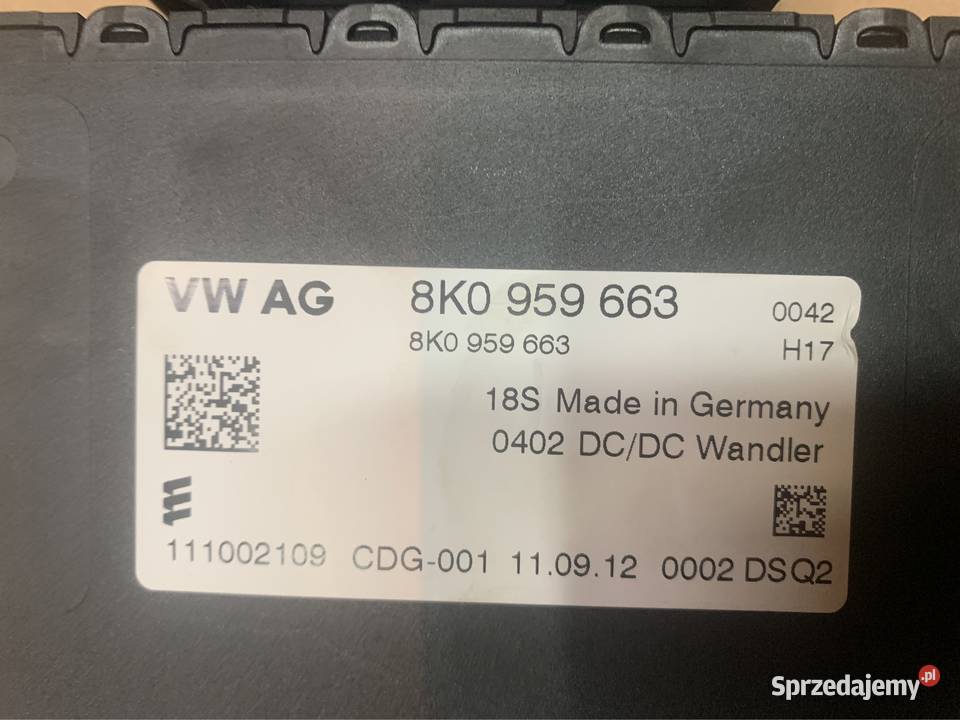 VW AG 8K0 959 663 0042
8K0 959 663 H17
18S Made in Germany
0402 DC/DC Wandler
111002109 CDG-001 11.09.12 0002 DSQ2
Sprzedajemy.pl